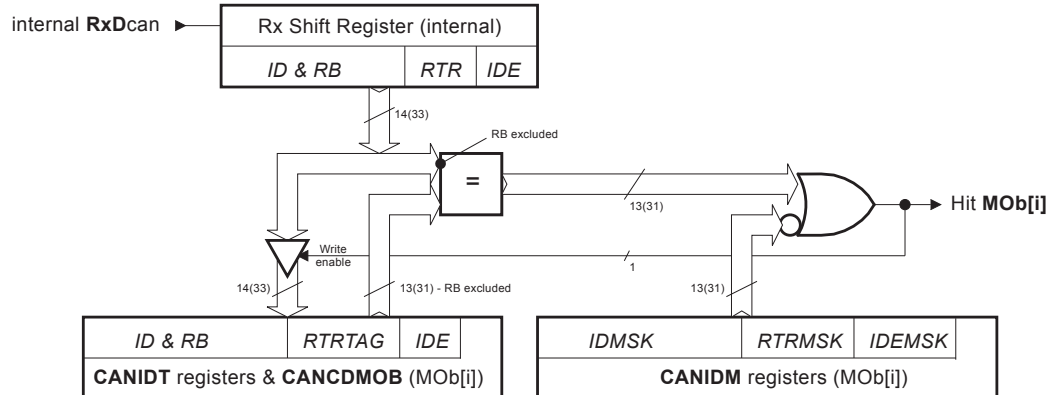 internal RxDcan
Rx Shift Register (internal)
ID & RB RTR IDE
14(33)
RB excluded
=
13(31)
Hit MOb[i]
Write
enable
1
14(33)
13(31) - RB excluded
13(31)
ID & RB RTRTAG IDE
CANIDT registers & CANCDMOB (MOb[i])
IDMSK RTRMSK IDEMSK
CANIDM registers (MOb[i])